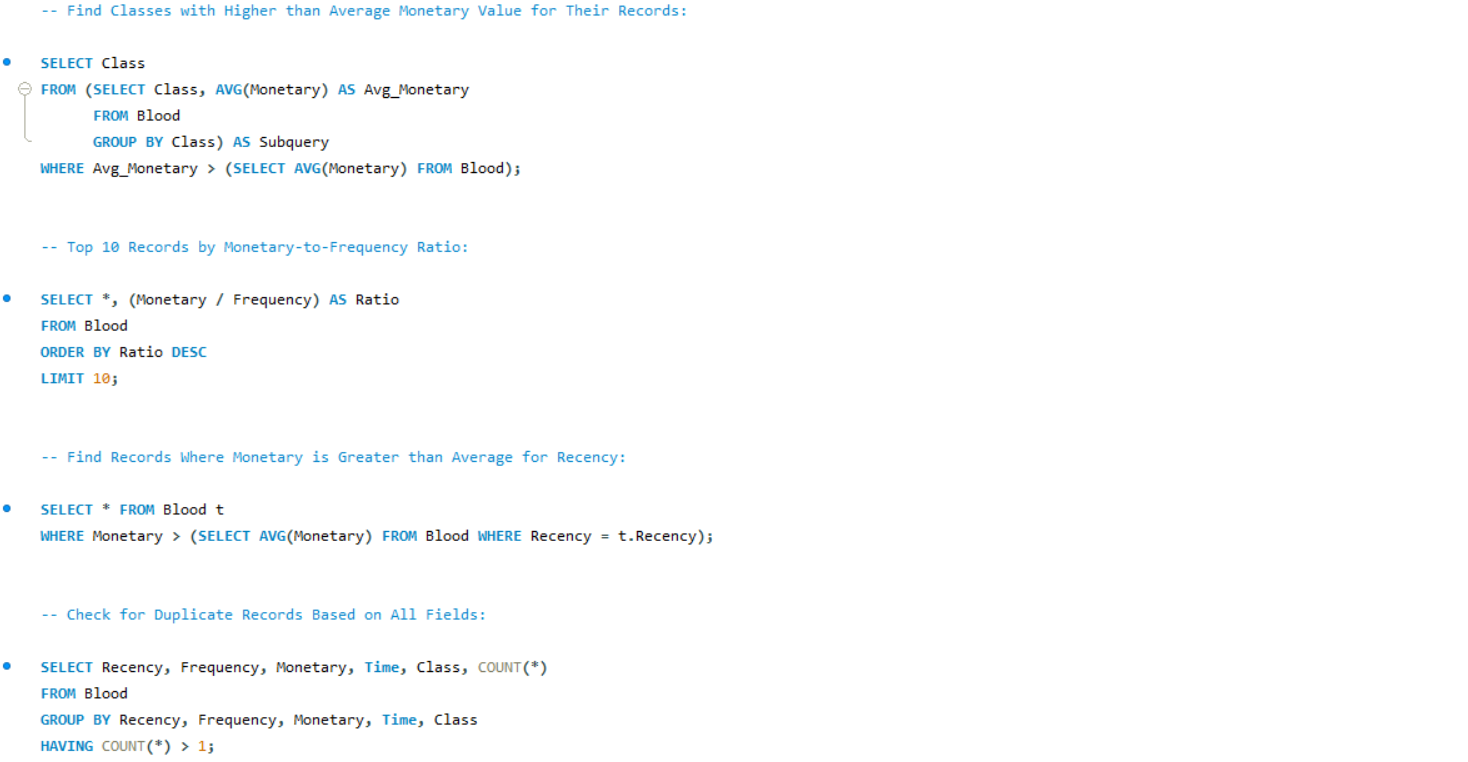 -- Find Classes with Higher than Average Monetary Value for Their Records:
SELECT Class
FROM (SELECT Class, AVG(Monetary) AS Avg_Monetary
FROM Blood
GROUP BY Class) AS Subquery
WHERE Avg_Monetary > (SELECT AVG(Monetary) FROM Blood);
-- Top 10 Records by Monetary-to-Frequency Ratio:
SELECT *, (Monetary / Frequency) AS Ratio
FROM Blood
ORDER BY Ratio DESC
LIMIT 10;
-- Find Records Where Monetary is Greater than Average for Recency:
SELECT * FROM Blood t
WHERE Monetary > (SELECT AVG(Monetary) FROM Blood WHERE Recency = t.Recency);
-- Check for Duplicate Records Based on All Fields:
SELECT Recency, Frequency, Monetary, Time, Class, COUNT(*)
FROM Blood
GROUP BY Recency, Frequency, Monetary, Time, Class
HAVING COUNT(*) > 1;